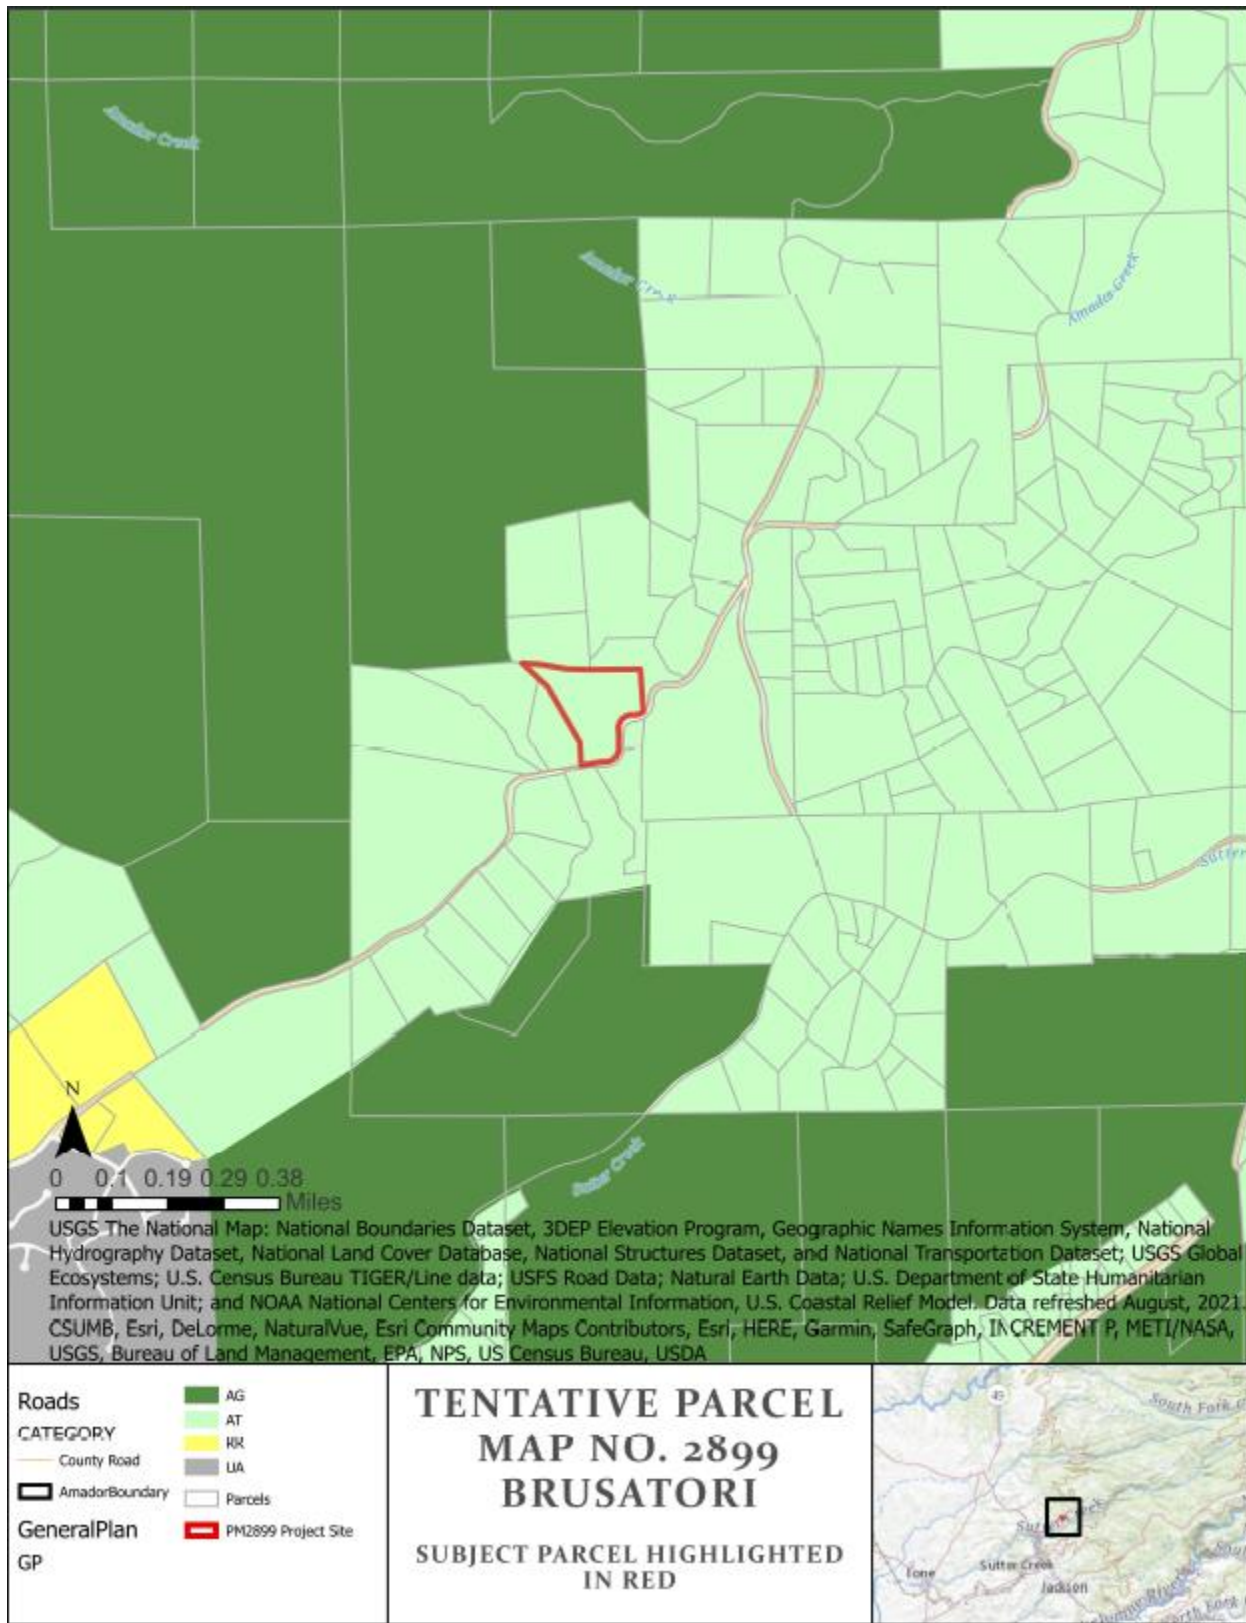 Amador Creek
Amador Creek
Amador Creek
Sutter
N
0 0.1 0.19 0.29 0.38
Miles
Sutter Creek
USGS The National Map: National Boundaries Dataset, 3DEP Elevation Program, Geographic Names Information System, National
Hydrography Dataset, National Land Cover Database, National Structures Dataset, and National Transportation Dataset; USGS Global
Ecosystems; U.S. Census Bureau TIGER/Line data; USFS Road Data; Natural Earth Data; U.S. Department of State Humanitarian
Information Unit; and NOAA National Centers for Environmental Information, U.S. Coastal Relief Model. Data refreshed August, 2021.
CSUMB, Esri, DeLorme, NaturalVue, Esri Community Maps Contributors, Esri, HERE, Garmin, SafeGraph, INCREMENT P, METI/NASA,
USGS, Bureau of Land Management, EPA, NPS, US Census Bureau, USDA
Roads
CATEGORY
County Road
AmadorBoundary
GeneralPlan
GP
AG
AT
RR
UA
Parcels
PM2899 Project Site
TENTATIVE PARCEL
MAP NO. 2899
BRUSATORI
SUBJECT PARCEL HIGHLIGHTED
IN RED
49
South Fork
Ione
Sutter Creek
Jackson